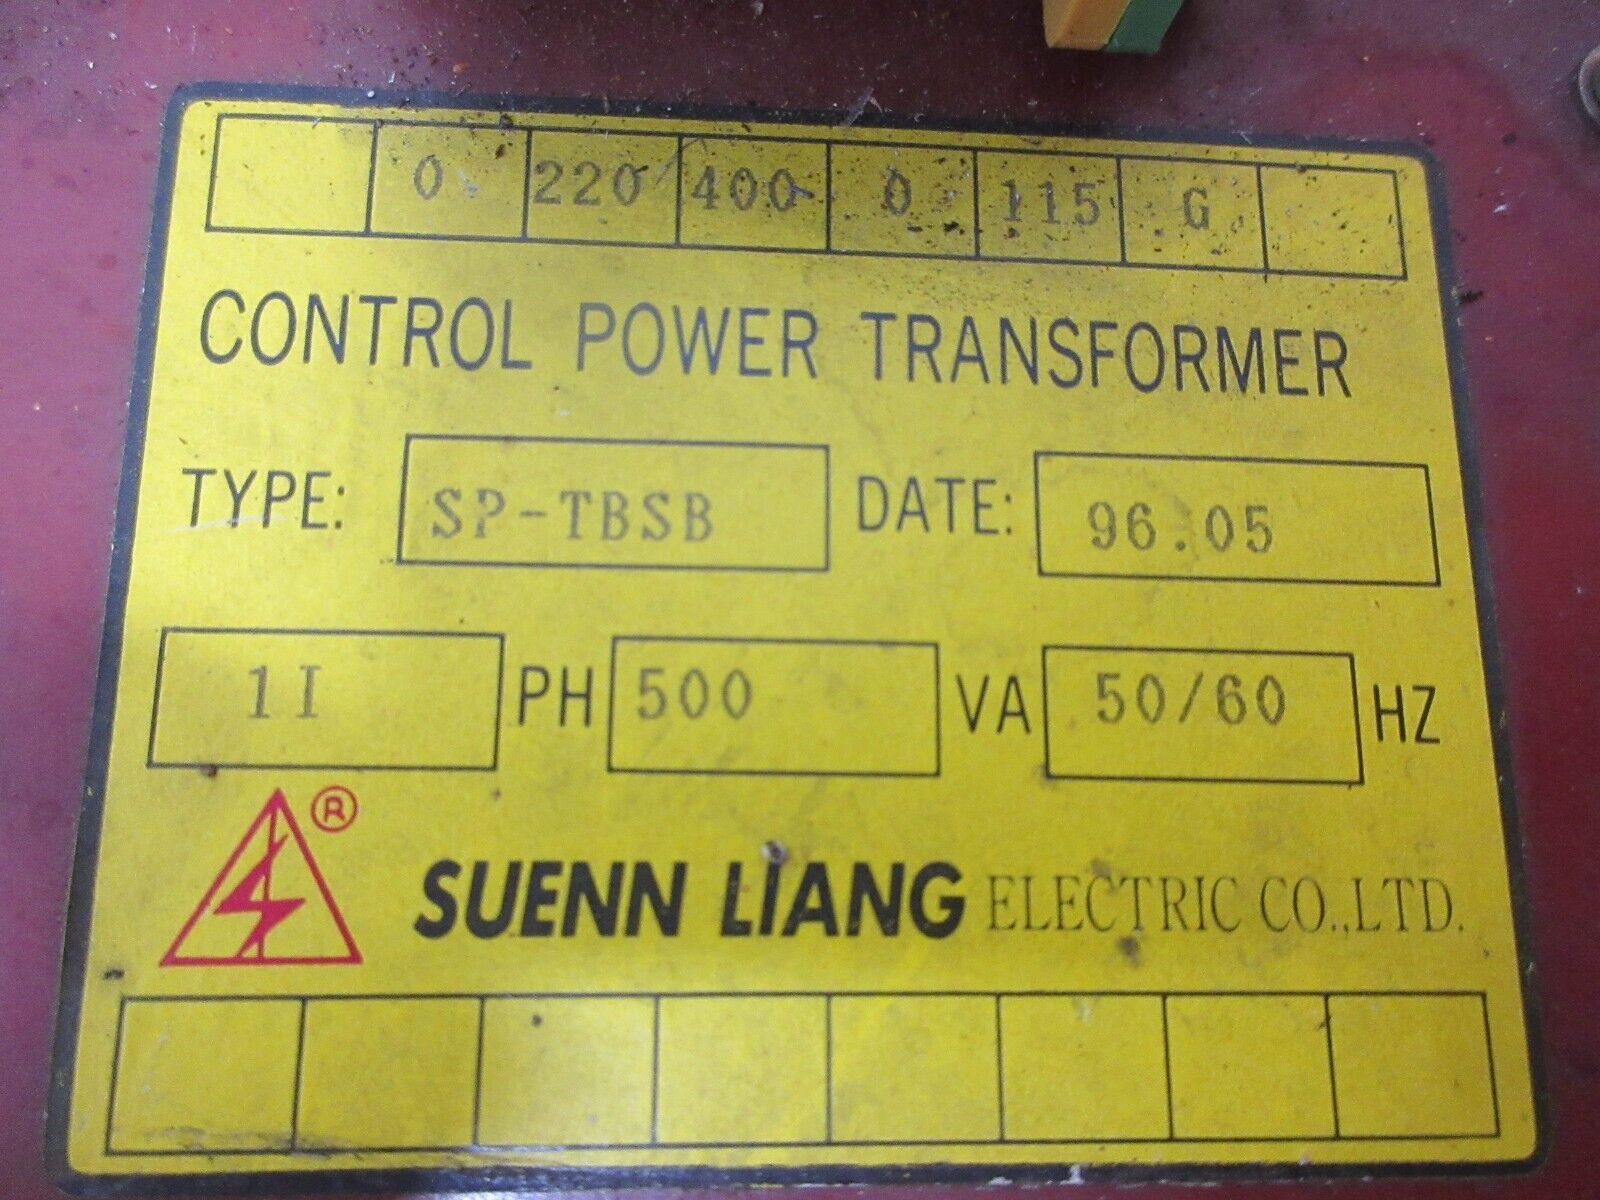 0 220 400 0 115 G
CONTROL POWER TRANSFORMER
TYPE: SP-TBSB DATE: 96.05
1I PH 500 VA 50/60 HZ
®
SUENN LIANG ELECTRIC CO.,LTD.